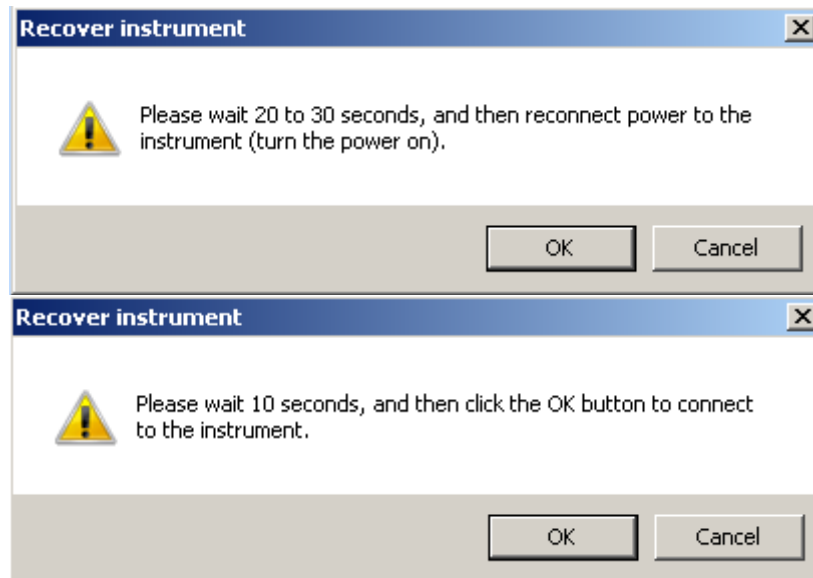 Recover instrument
Please wait 20 to 30 seconds, and then reconnect power to the
instrument (turn the power on).
OK Cancel
Recover instrument
Please wait 10 seconds, and then click the OK button to connect
to the instrument.
OK Cancel